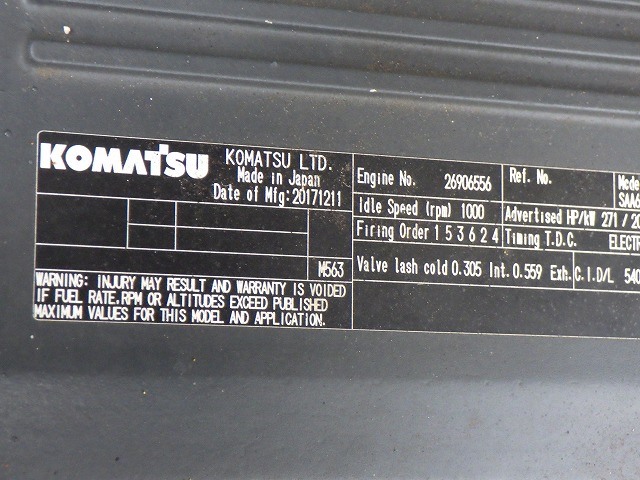 KOMATSU
KOMATSU LTD.
Made in Japan
Date of Mfg:20171211
M563
WARNING: INJURY MAY RESULT AND WARRANTY IS VOIDED
IF FUEL RATE.RPM OR ALTITUDES EXCEED PUBLISHED
MAXIMUM VALUES FOR THIS MODEL AND APPLICATION.
Engine No. 26906556 Ref. No.
Idle Speed (rpm) 1000 Advertised HP/kW 271 /
Firing Order 1 5 3 6 2 4 Timing T.D.C.
Valve lash cold 0.305 Int. 0.559 Exh. C.I.D/L